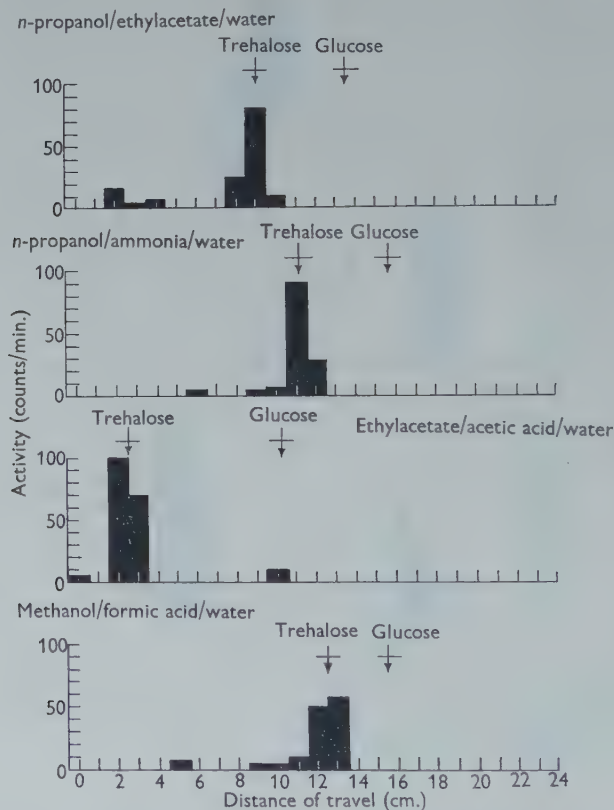 n-propanol/ethylacetate/water
Trehalose Glucose
100
50
0
n-propanol/ammonia/water
Trehalose Glucose
100
50
0
Activity (counts/min.)
Trehalose Glucose
Ethylacetate/acetic acid/water
100
50
0
Methanol/formic acid/water
Trehalose Glucose
100
50
0
0 2 4 6 8 10 12 14 16 18 20 22 24
Distance of travel (cm.)